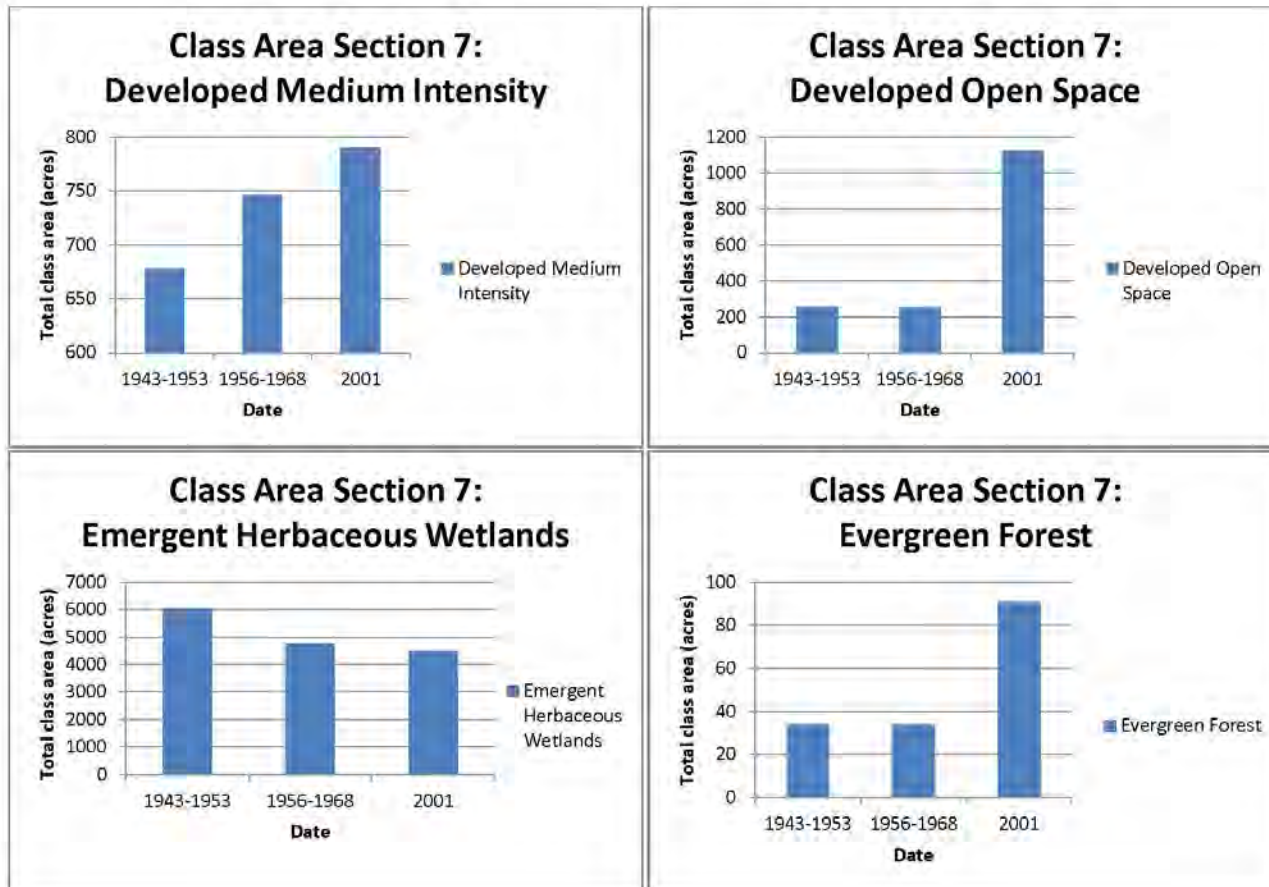 Class Area Section 7:
Developed Medium Intensity
Total class area (acres)
800
750
700
650
600
1943-1953 1956-1968 2001
Date
Developed Medium
Intensity
Class Area Section 7:
Developed Open Space
Total class area (acres)
1200
1000
800
600
400
200
0
1943-1953 1956-1968 2001
Date
Developed Open
Space
Class Area Section 7:
Emergent Herbaceous Wetlands
Total class area (acres)
7000
6000
5000
4000
3000
2000
1000
0
1943-1953 1956-1968 2001
Date
Emergent
Herbaceous
Wetlands
Class Area Section 7:
Evergreen Forest
Total class area (acres)
100
80
60
40
20
0
1943-1953 1956-1968 2001
Date
Evergreen Forest